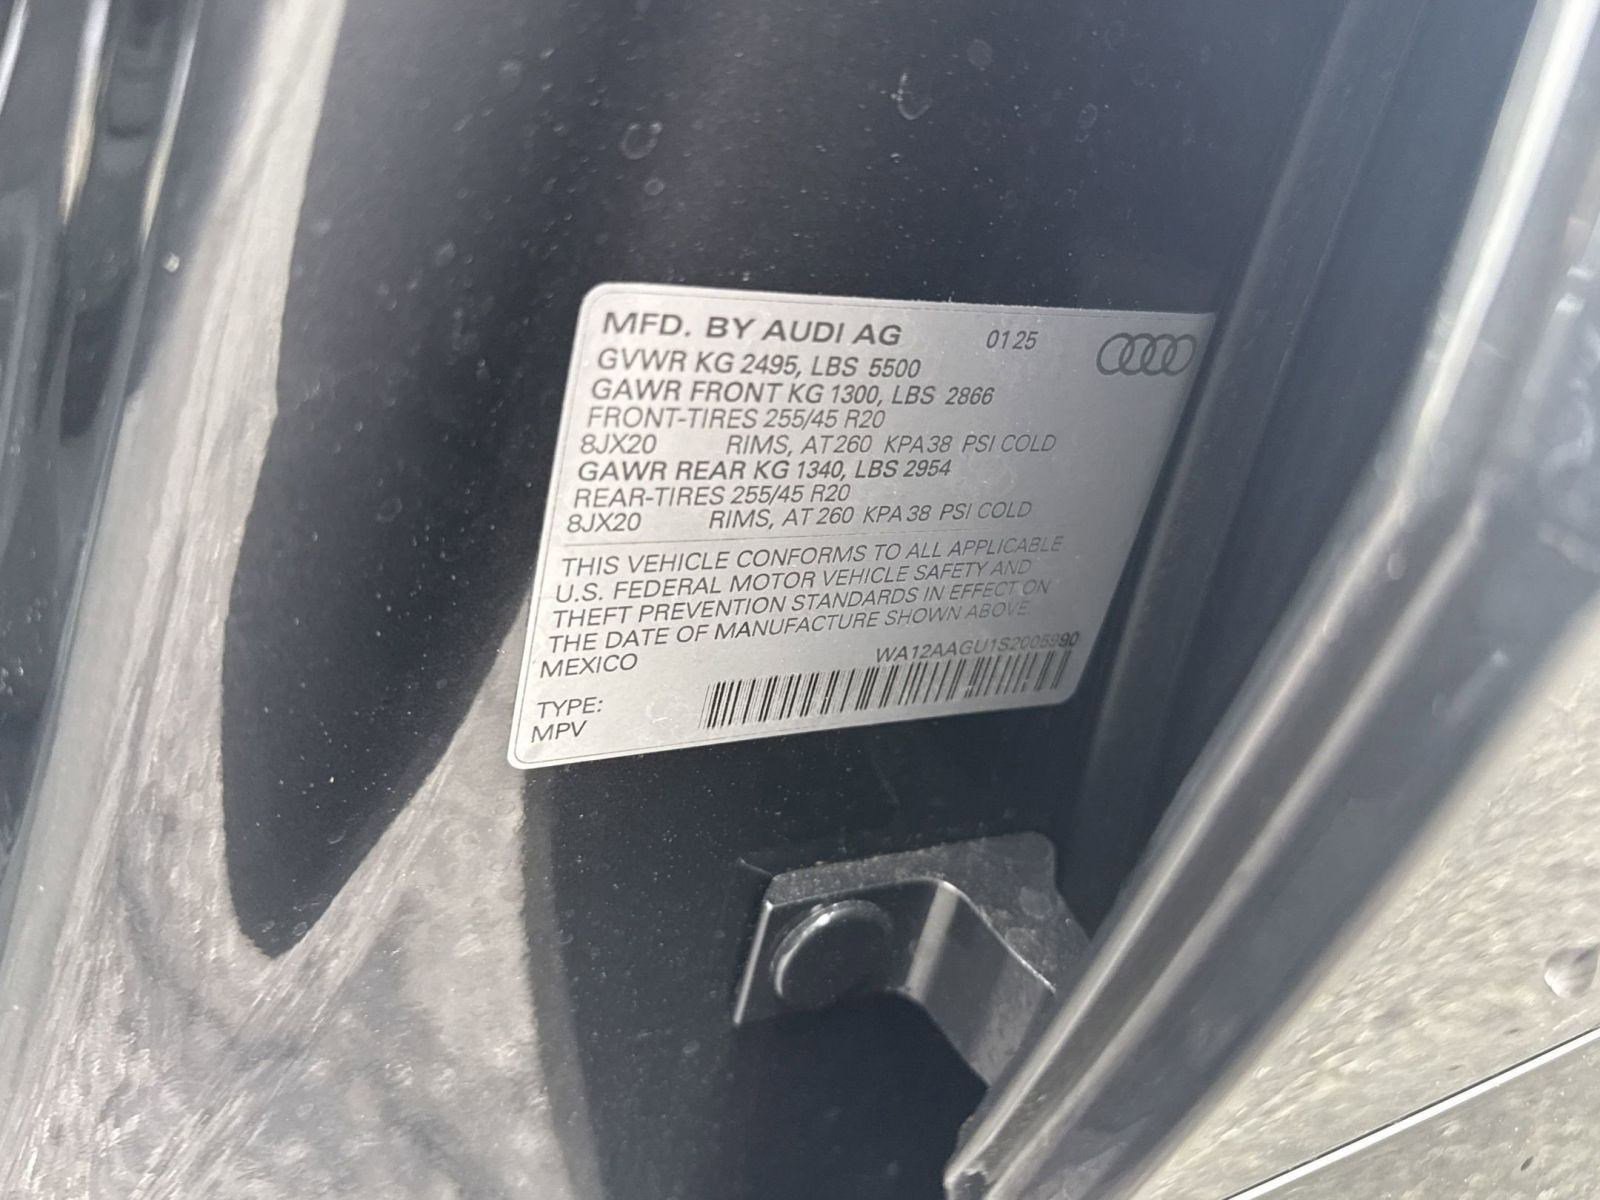 MFD. BY AUDI AG 0125
GVWR KG 2495, LBS 5500
GAWR FRONT KG 1300, LBS 2866
FRONT-TIRES 255/45 R20
8JX20 RIMS, AT 260 KPA 38 PSI COLD
GAWR REAR KG 1340, LBS 2954
REAR-TIRES 255/45 R20
8JX20 RIMS, AT 260 KPA 38 PSI COLD
THIS VEHICLE CONFORMS TO ALL APPLICABLE
U.S. FEDERAL MOTOR VEHICLE SAFETY AND
THEFT PREVENTION STANDARDS IN EFFECT ON
THE DATE OF MANUFACTURE SHOWN ABOVE.
MEXICO WA12AAGU1S2005990
TYPE:
MPV